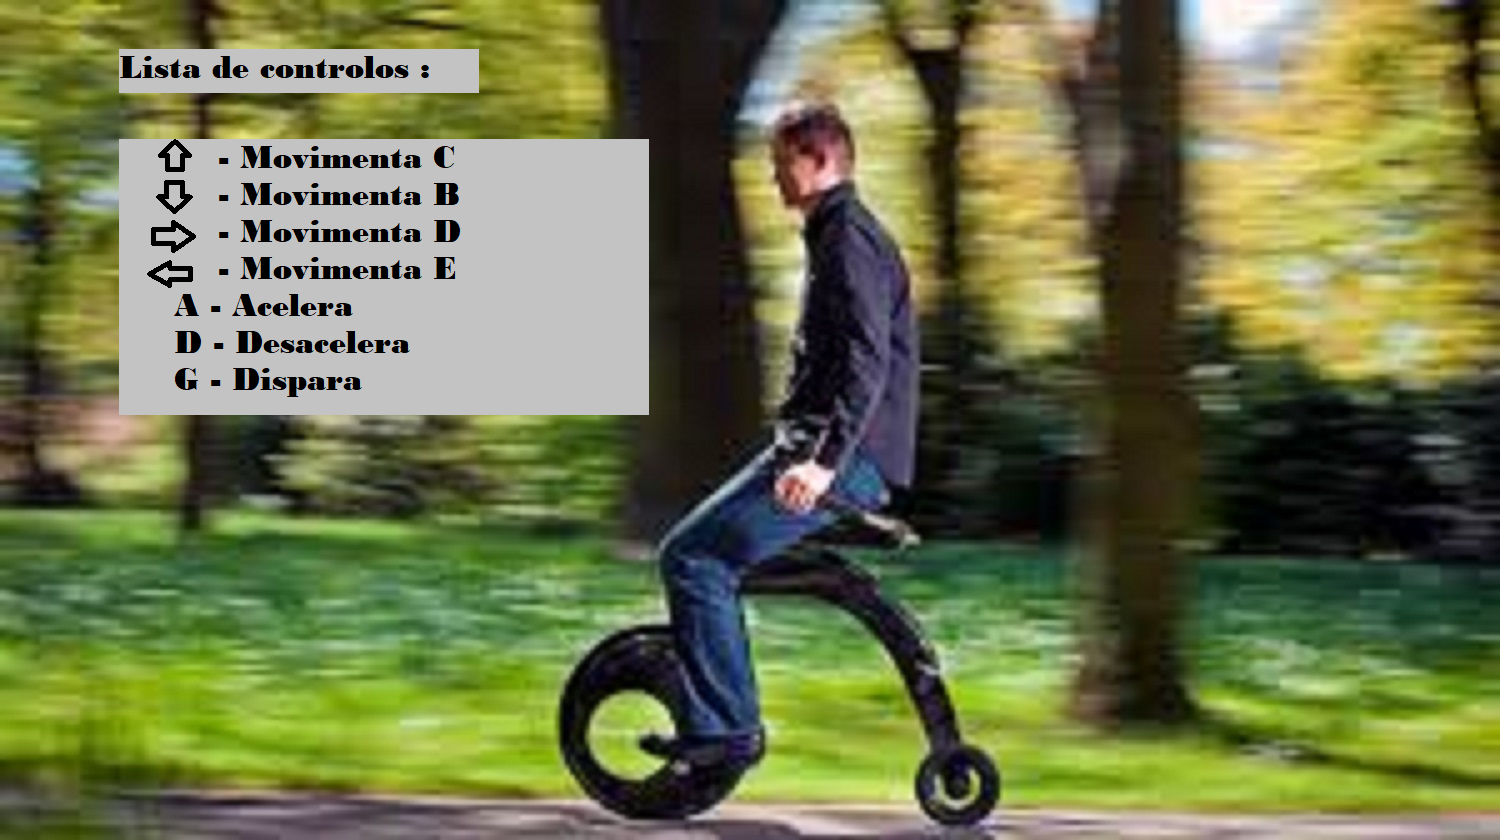 Lista de controlos :
- Movimenta C
- Movimenta B
- Movimenta D
- Movimenta E
A - Acelera
D - Desacelera
G - Dispara